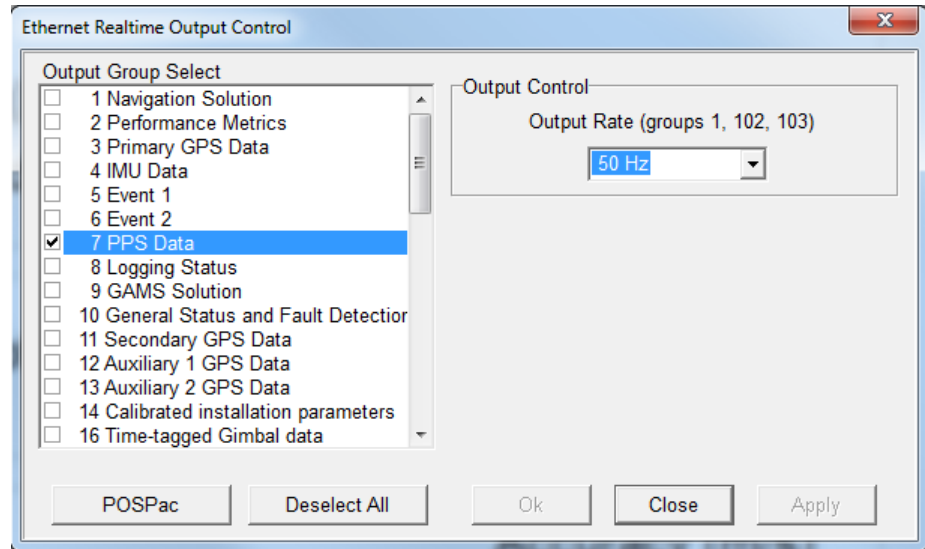 Ethernet Realtime Output Control
Output Group Select
1 Navigation Solution
2 Performance Metrics
3 Primary GPS Data
4 IMU Data
5 Event 1
6 Event 2
7 PPS Data
8 Logging Status
9 GAMS Solution
10 General Status and Fault Detection
11 Secondary GPS Data
12 Auxiliary 1 GPS Data
13 Auxiliary 2 GPS Data
14 Calibrated installation parameters
16 Time-tagged Gimbal data
Output Control
Output Rate (groups 1, 102, 103)
50 Hz
POSPac
Deselect All
Ok
Close
Apply